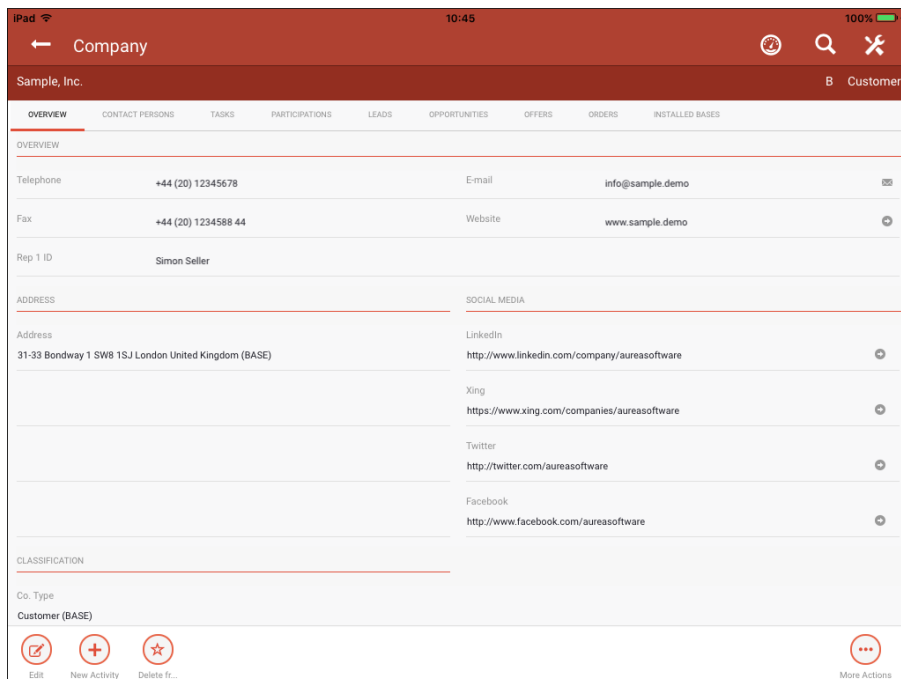 iPad 10:45 100%
Company
Sample, Inc. B Customer
OVERVIEW CONTACT PERSONS TASKS PARTICIPATIONS LEADS OPPORTUNITIES OFFERS ORDERS INSTALLED BASES
OVERVIEW
Telephone +44 (20) 12345678 E-mail info@sample.demo
Fax +44 (20) 1234588 44 Website www.sample.demo
Rep 1 ID Simon Seller
ADDRESS SOCIAL MEDIA
Address LinkedIn
31-33 Bondway 1 SW8 1SJ London United Kingdom (BASE) http://www.linkedin.com/company/aureasoftware
Xing
https://www.xing.com/companies/aureasoftware
Twitter
http://twitter.com/aureasoftware
Facebook
http://www.facebook.com/aureasoftware
CLASSIFICATION
Co. Type
Customer (BASE)
Edit New Activity Delete fr... More Actions